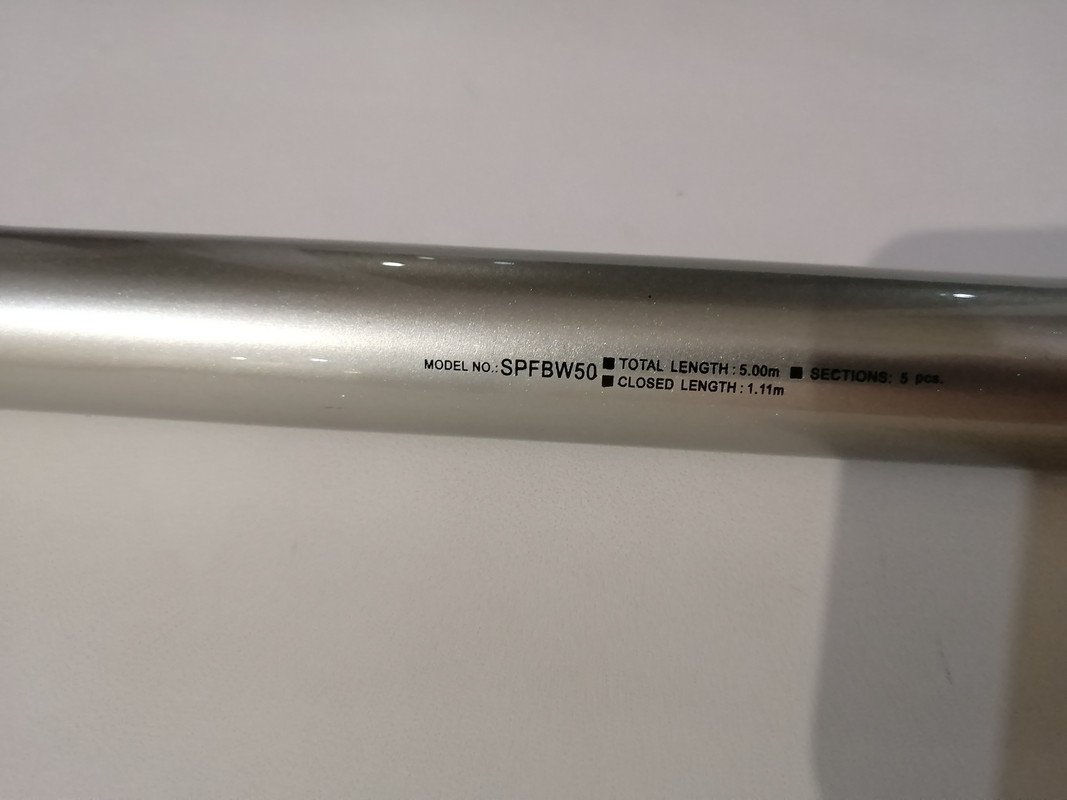 MODEL NO.: SPFBW50 ■ TOTAL LENGTH : 5.00m ■ SECTIONS: 5 pcs.
■ CLOSED LENGTH : 1.11m